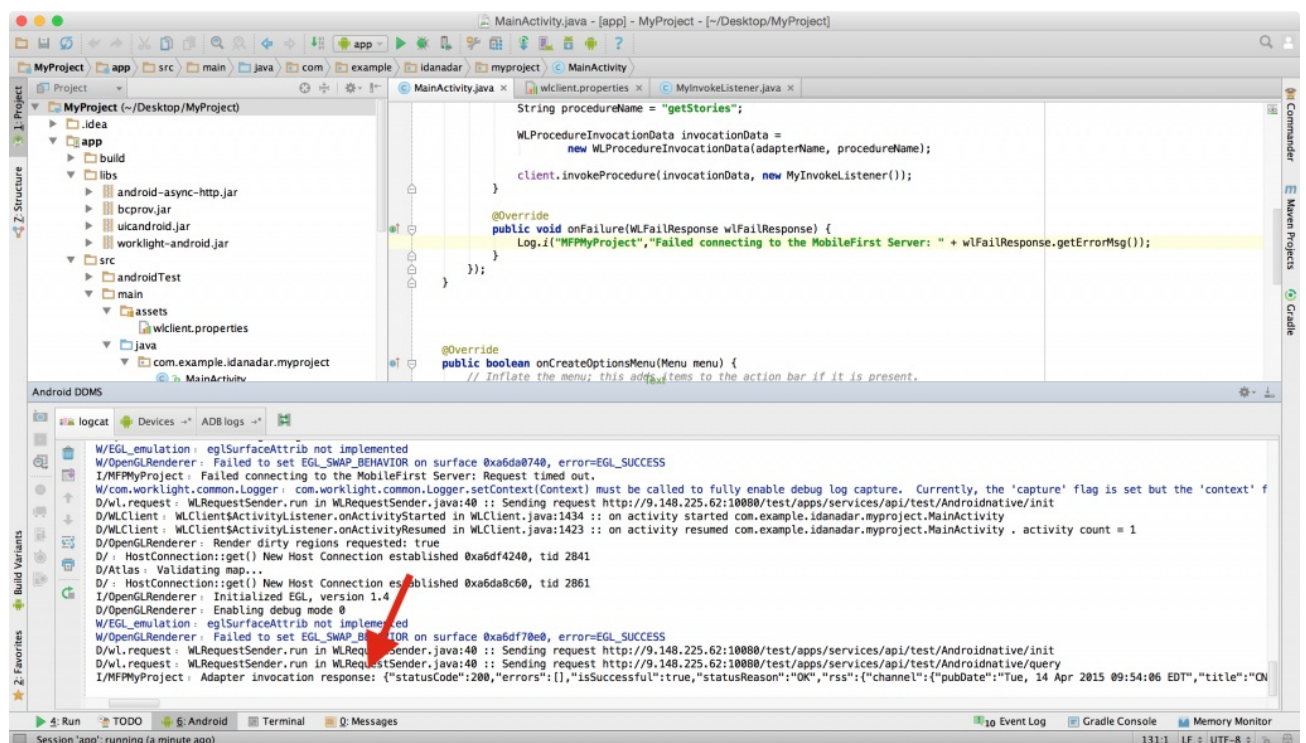 MainActivity.java - [app] - MyProject - [~/Desktop/MyProject]
app
MyProject app src main java com example idanadar myproject MainActivity
Project
MainActivity.java wlclient.properties MyInvokeListener.java
1: Project
Z: Structure
Build Variants
2: Favorites
MyProject (~/Desktop/MyProject)
.idea
app
build
libs
android-async-http.jar
bcprov.jar
uicandroid.jar
worklight-android.jar
src
androidTest
main
assets
wlclient.properties
java
com.example.idanadar.myproject
MainActivity
String procedureName = "getStories";
WLProcedureInvocationData invocationData =
new WLProcedureInvocationData(adapterName, procedureName);
client.invokeProcedure(invocationData, new MyInvokeListener());
}
@Override
public void onFailure(WLFailResponse wlFailResponse) {
Log.i("MFPMyProject","Failed connecting to the MobileFirst Server: " + wlFailResponse.getErrorMsg());
}
});
}
@Override
public boolean onCreateOptionsMenu(Menu menu) {
// Inflate the menu; this adds items to the action bar if it is present.
Text
Commander
m Maven Projects
Gradle
Android DDMS
logcat Devices ADB logs
W/EGL_emulation: eglSurfaceAttrib not implemented
W/OpenGLRenderer: Failed to set EGL_SWAP_BEHAVIOR on surface 0xa6da0740, error=EGL_SUCCESS
I/MFPMyProject: Failed connecting to the MobileFirst Server: Request timed out.
W/com.worklight.common.Logger: com.worklight.common.Logger.setContext(Context) must be called to fully enable debug log capture. Currently, the 'capture' flag is set but the 'context' f
D/wl.request: WLRequestSender.run in WLRequestSender.java:40 :: Sending request http://9.148.225.62:10080/test/apps/services/api/test/Androidnative/init
D/WLClient: WLClient$ActivityListener.onActivityStarted in WLClient.java:1434 :: on activity started com.example.idanadar.myproject.MainActivity
D/WLClient: WLClient$ActivityListener.onActivityResumed in WLClient.java:1423 :: on activity resumed com.example.idanadar.myproject.MainActivity . activity count = 1
D/OpenGLRenderer: Render dirty regions requested: true
D/: HostConnection::get() New Host Connection established 0xa6df4240, tid 2841
D/Atlas: Validating map...
D/: HostConnection::get() New Host Connection established 0xa6da8c60, tid 2861
I/OpenGLRenderer: Initialized EGL, version 1.4
D/OpenGLRenderer: Enabling debug mode 0
W/EGL_emulation: eglSurfaceAttrib not implemented
W/OpenGLRenderer: Failed to set EGL_SWAP_BEHAVIOR on surface 0xa6df70e0, error=EGL_SUCCESS
D/wl.request: WLRequestSender.run in WLRequestSender.java:40 :: Sending request http://9.148.225.62:10080/test/apps/services/api/test/Androidnative/init
D/wl.request: WLRequestSender.run in WLRequestSender.java:40 :: Sending request http://9.148.225.62:10080/test/apps/services/api/test/Androidnative/query
I/MFPMyProject: Adapter invocation response: {"statusCode":200,"errors":[],"isSuccessful":true,"statusReason":"OK","rss":{"channel":{"pubDate":"Tue, 14 Apr 2015 09:54:06 EDT","title":"CN
4: Run TODO 6: Android Terminal 0: Messages 10 Event Log Gradle Console Memory Monitor
Session 'app': running (a minute ago) 131:1 LF UTF-8